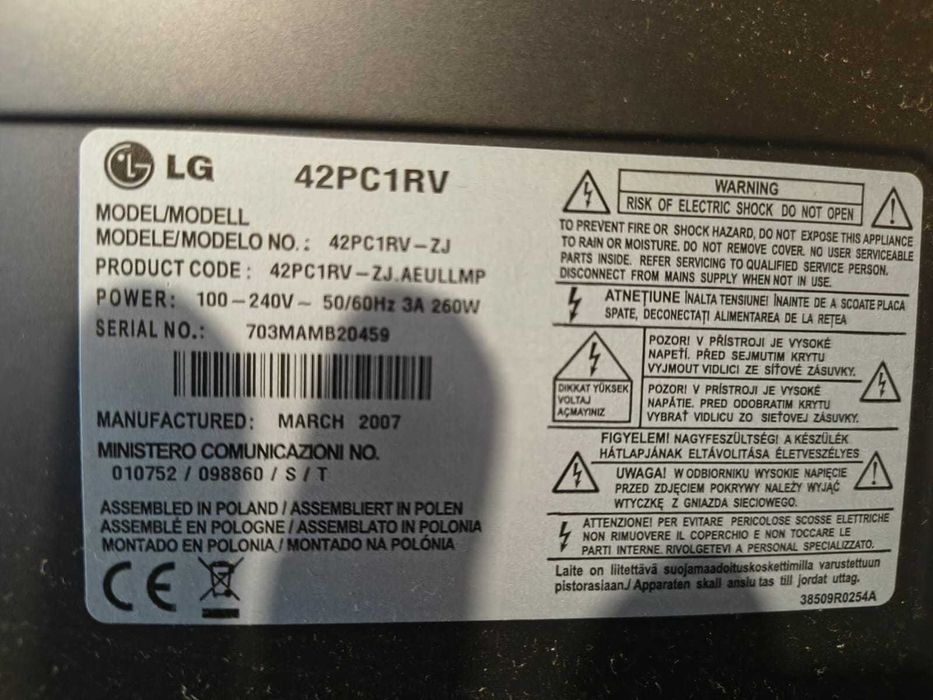 LG 42PC1RV
MODEL/MODELL
MODELE/MODELO NO.: 42PC1RV-ZJ
PRODUCT CODE: 42PC1RV-ZJ.AEULLMP
POWER: 100-240V~ 50/60Hz 3A 260W
SERIAL NO.: 703MAMB20459
MANUFACTURED: MARCH 2007
MINISTERO COMUNICAZIONI NO.
010752 / 098860 / S / T
ASSEMBLED IN POLAND / ASSEMBLIERT IN POLEN
ASSEMBLÉ EN POLOGNE / ASSEMBLATO IN POLONIA
MONTADO EN POLONIA / MONTADO NA POLÓNIA
CE
WARNING
RISK OF ELECTRIC SHOCK DO NOT OPEN
TO PREVENT FIRE OR SHOCK HAZARD, DO NOT EXPOSE THIS APPLIANCE
TO RAIN OR MOISTURE. DO NOT REMOVE COVER. NO USER SERVICEABLE
PARTS INSIDE. REFER SERVICING TO QUALIFIED SERVICE PERSON.
DISCONNECT FROM MAINS SUPPLY WHEN NOT IN USE.
ATNEŢIUNE ÎNALTA TENSIUNE! ÎNAINTE DE A SCOATE PLACA
SPATE, DECONECTAŢI ALIMENTAREA DE LA REŢEA
DIKKAT YÜKSEK
VOLTAJ
AÇMAYINIZ
POZOR! V PŘÍSTROJI JE VYSOKÉ
NAPETÍ. PŘED SEJMUTIM KRYTU
VYJMOUT VIDLICI ZE SÍŤOVÉ ZÁSUVKY.
POZOR! V PRÍSTROJI JE VYSOKÉ
NAPÄTIE. PRED ODOBRATIM KRYTU
VYBRAŤ VIDLICU ZO SIEŤOVEJ ZÁSUVKY.
FIGYELEM! NAGYFESZÜLTSÉG! A KÉSZÜLÉK
HÁTLAPJÁNAK ELTÁVOLITÁSA ÉLETVESZÉLYES
UWAGA! W ODBIORNIKU WYSOKIE NAPIĘCIE
PRZED ZDJĘCIEM POKRYWY NALEŻY WYJĄĆ
WTYCZKĘ Z GNIAZDA SIECIOWEGO.
ATTENZIONE! PER EVITARE PERICOLOSE SCOSSE ELETTRICHE
NON RIMUOVERE IL COPERCHIO E NON TOCCARE LE
PARTI INTERNE. RIVOLGETEVI A PERSONAL SPECIALIZZATO.
Laite on liitettävä suojamaadoituskoskettimilla varustettuun
pistorasiaan./ Apparaten skall anslutas till jordat uttag.
38509R0254A